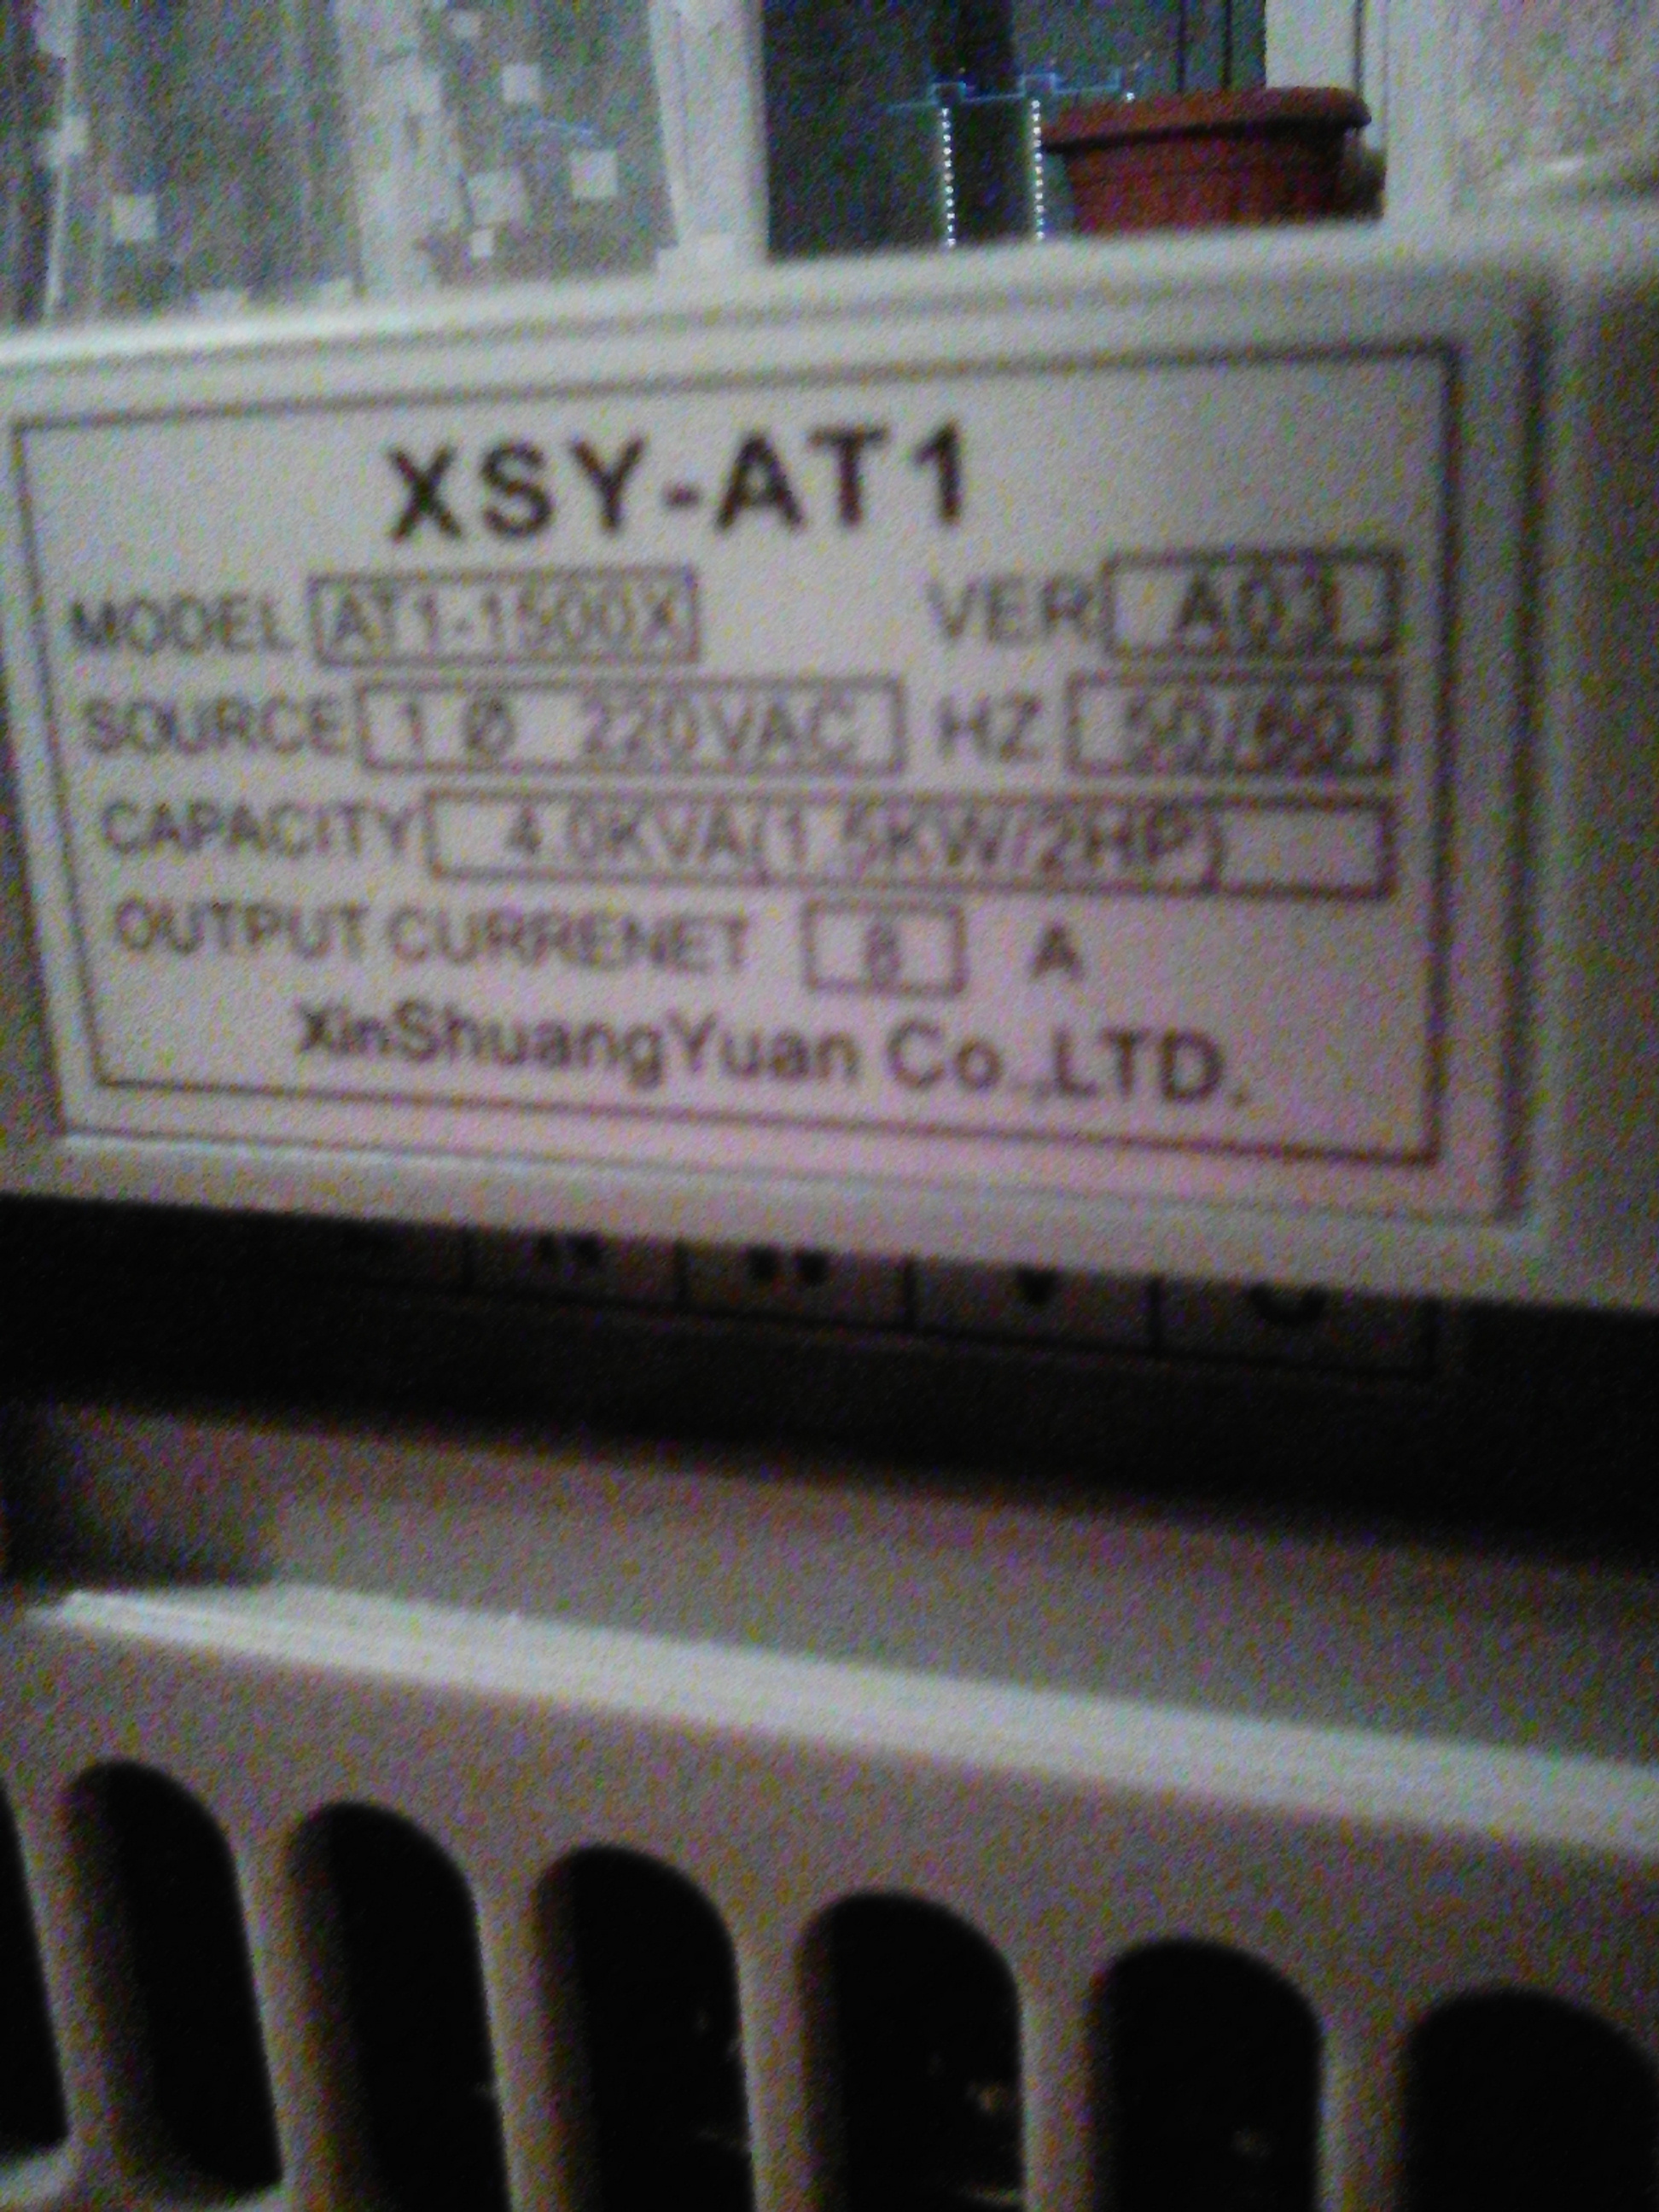 XSY-AT1
MODEL AT1-1500X VER A03
SOURCE 1 Ø 220VAC HZ 50/60
CAPACITY 4.0KVA(1.5KW/2HP)
OUTPUT CURRENET 8 A
XinShuangYuan Co.,LTD.